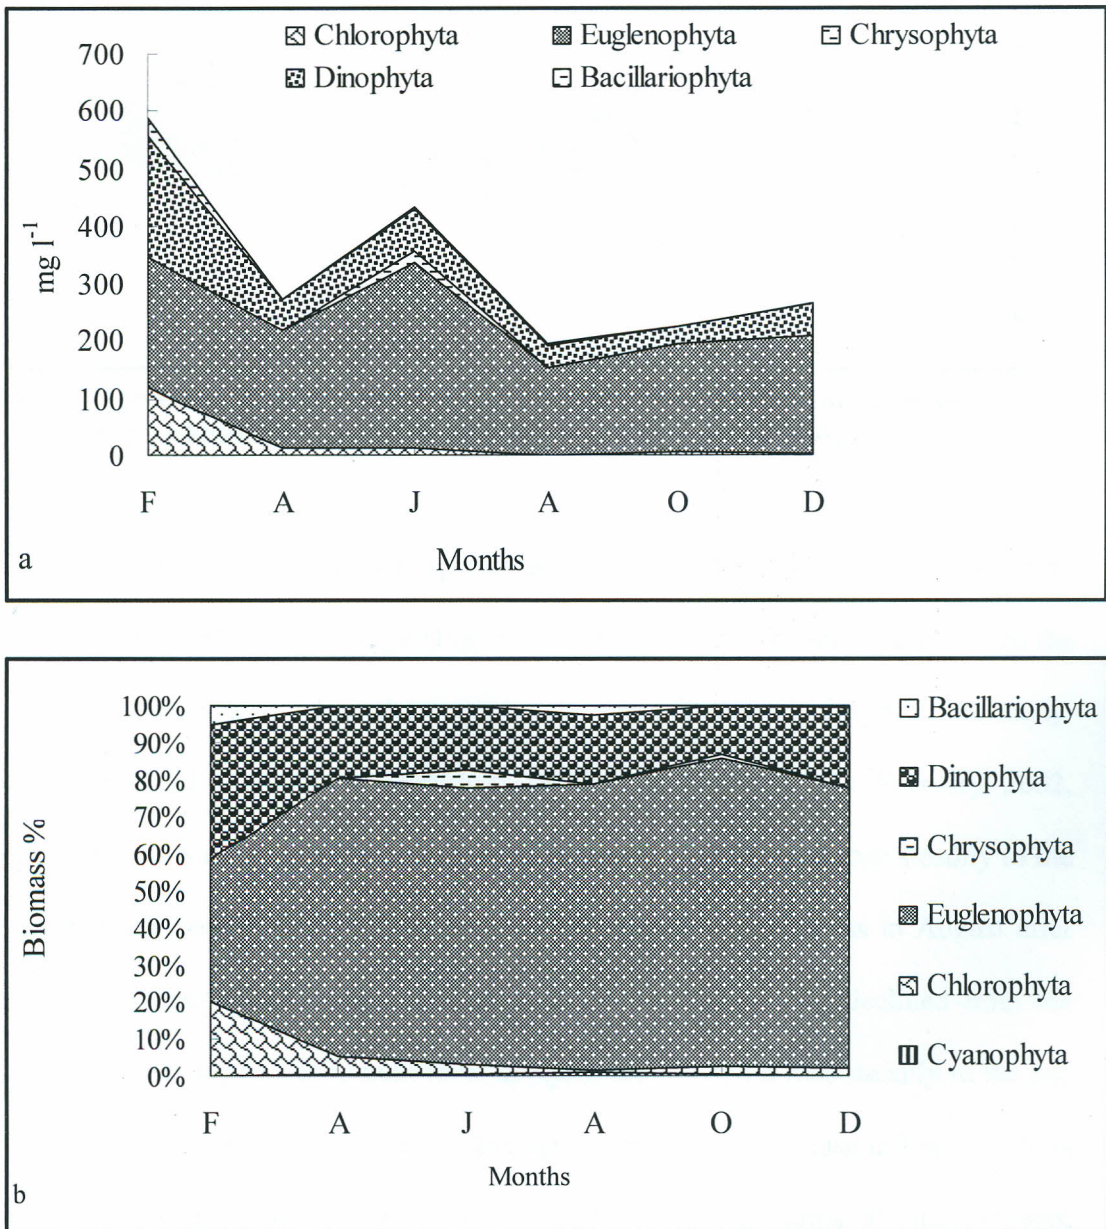 Chlorophyta Euglenophyta Chrysophyta
Dinophyta Bacillariophyta
700
600
500
400
300
200
100
0
mg l⁻¹
F A J A O D
Months
a
100%
90%
80%
70%
60%
50%
40%
30%
20%
10%
0%
Biomass %
F A J A O D
Months
Bacillariophyta
Dinophyta
Chrysophyta
Euglenophyta
Chlorophyta
Cyanophyta
b